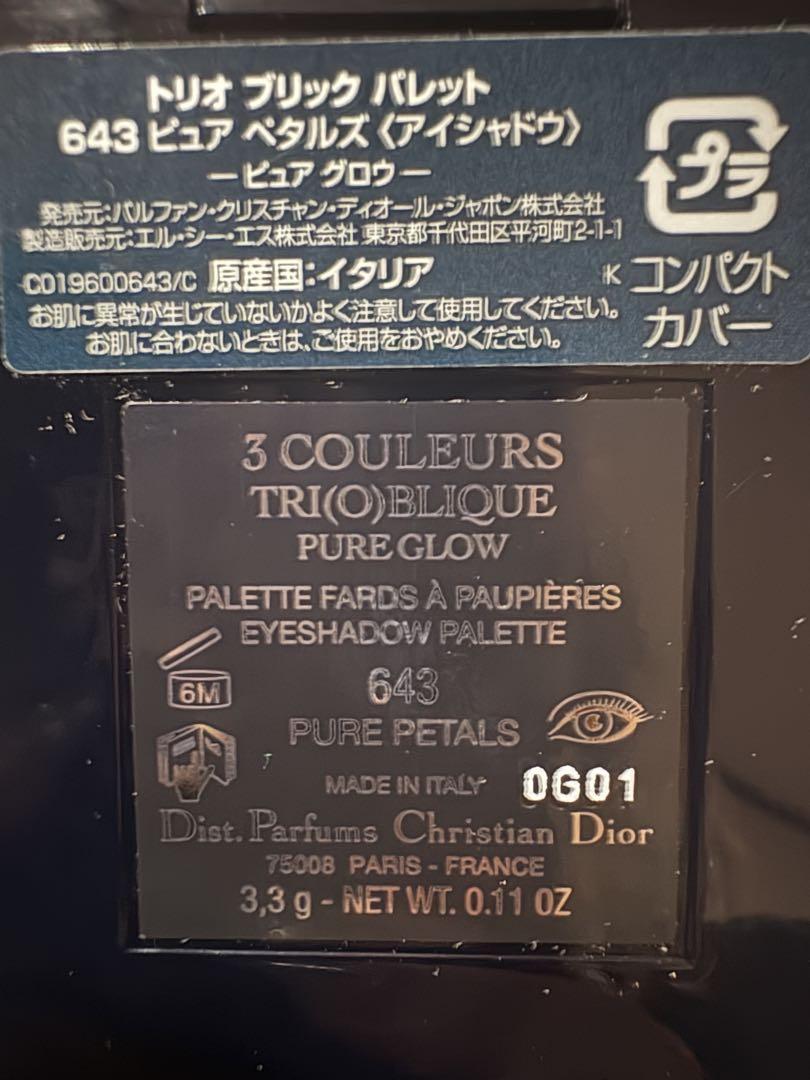 トリオ ブリック パレット
643 ピュア ペタルズ〈アイシャドウ〉
ーピュア グロウー
発売元:パルファン・クリスチャン・ディオール・ジャポン株式会社
製造販売元:エル・シー・エス株式会社 東京都千代田区平河町2-1-1
C019600643/C 原産国:イタリア
K
お肌に異常が生じていないかよく注意して使用してください。
お肌に合わないときは、ご使用をおやめください。
プラ
コンパクト
カバー
3 COULEURS
TRI(O)BLIQUE
PURE GLOW
PALETTE FARDS À PAUPIÈRES
EYESHADOW PALETTE
6M
643
PURE PETALS
MADE IN ITALY 0G01
Dist. Parfums Christian Dior
75008 PARIS - FRANCE
3,3 g - NET WT. 0.11 OZ